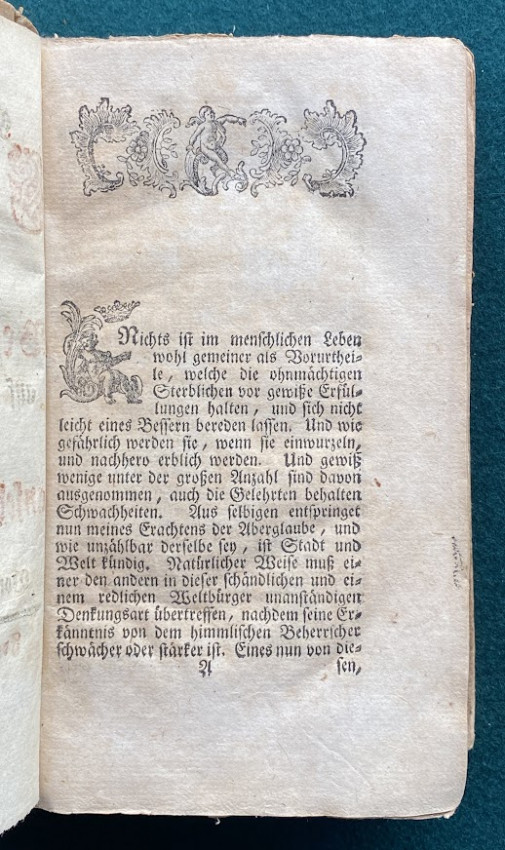 Nichts ist im menschlichen Leben
wohl gemeiner als Vorurthei-
le, welche die ohnmächtigen
Sterblichen vor gewiße Erfül-
lungen halten, und sich nicht
leicht eines Bessern bereden lassen. Und wie
gefährlich werden sie, wenn sie einwurzeln,
und nachhero erblich werden. Und gewiß
wenige unter der großen Anzahl sind davon
ausgenommen, auch die Gelehrten behalten
Schwachheiten. Aus selbigen entspringet
nun meines Erachtens der Aberglaube, und
wie unzählbar derselbe sey, ist Stadt und
Welt kündig. Natürlicher Weise muß ei-
ner den andern in dieser schändlichen und ei-
nem redlichen Weltbürger unanständigen
Denkungsart übertreffen, nachdem seine Er-
känntnis von dem himmlischen Beherrscher
schwächer oder stärker ist. Eines nun von die-
A sen,